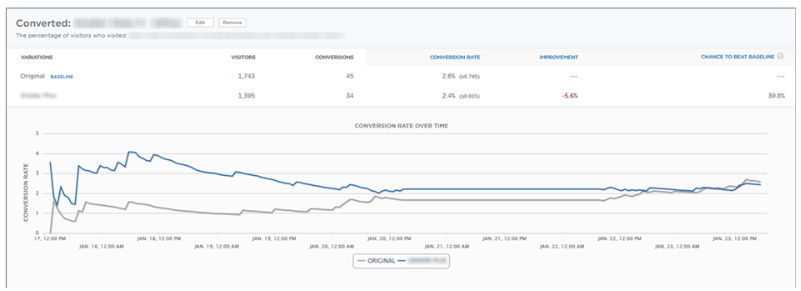 Converted: Edit Remove
The percentage of visitors who visited
VARIATIONS VISITORS CONVERSIONS CONVERSION RATE IMPROVEMENT CHANCE TO BEAT BASELINE
Original BASELINE 1,743 45 2.6% (±0.74%) --- ---
1,395 34 2.4% (±0.81%) -5.6% 39.8%
CONVERSION RATE OVER TIME
CONVERSION RATE
5
4
3
2
1
0
. 17, 12:00 PM JAN. 18, 12:00 PM JAN. 19, 12:00 PM JAN. 20, 12:00 PM JAN. 21, 12:00 PM JAN. 22, 12:00 PM JAN. 23, 12:00 PM
JAN. 18, 12:00 AM JAN. 19, 12:00 AM JAN. 20, 12:00 AM JAN. 21, 12:00 AM JAN. 22, 12:00 AM JAN. 23, 12:00 AM
ORIGINAL